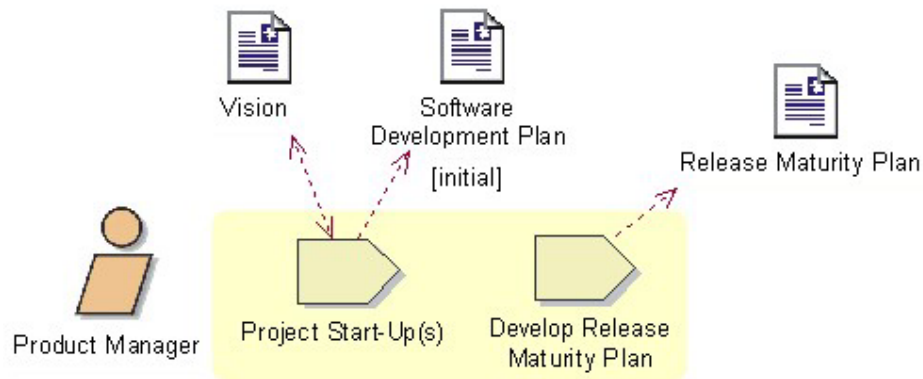 Vision
Software
Development Plan
[initial]
Release Maturity Plan
Product Manager
Project Start-Up(s)
Develop Release
Maturity Plan